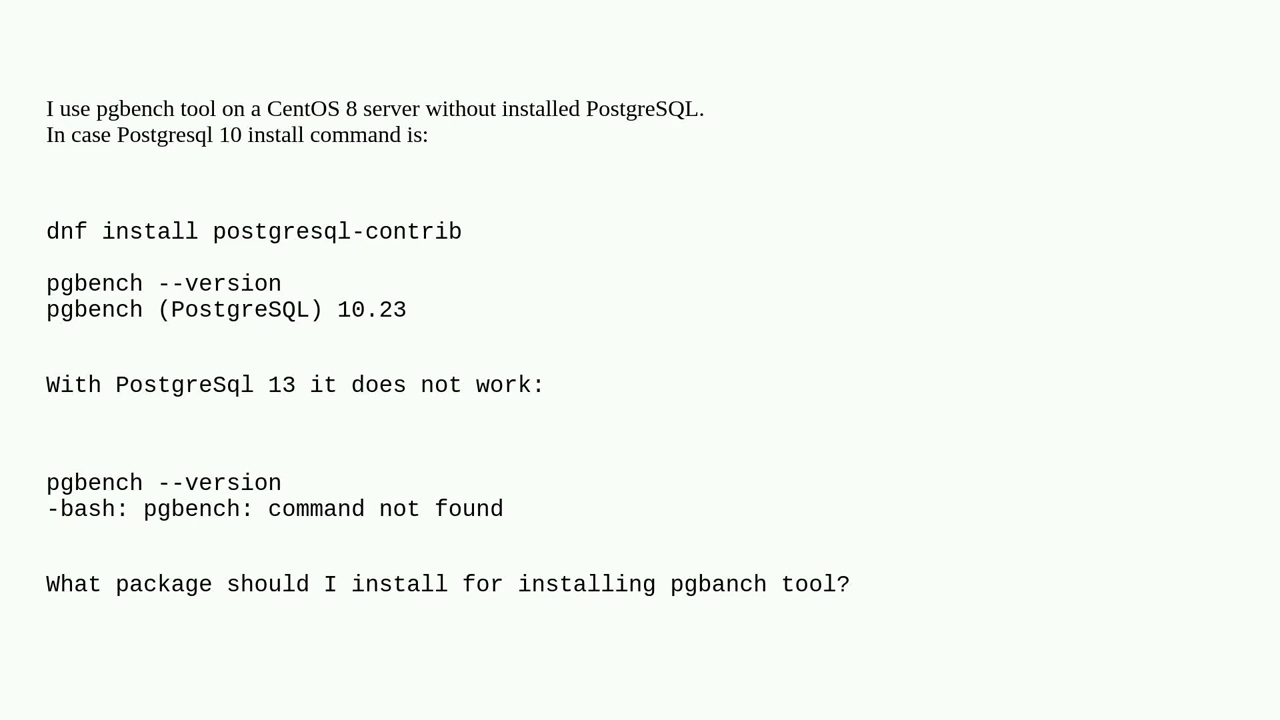 I use pgbench tool on a CentOS 8 server without installed PostgreSQL.
In case Postgresql 10 install command is:
dnf install postgresql-contrib
pgbench --version
pgbench (PostgreSQL) 10.23
With PostgreSql 13 it does not work:
pgbench --version
-bash: pgbench: command not found
What package should I install for installing pgbanch tool?